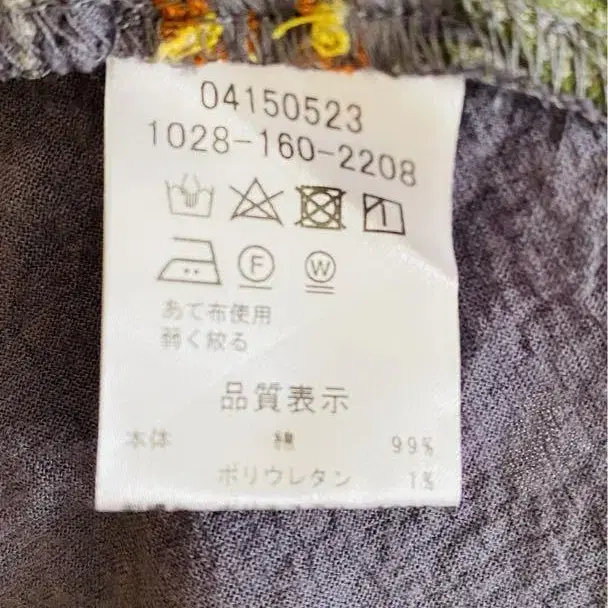 04150523
1028-160-2208
F W
あて布使用
弱く絞る
品質表示
本体 綿 99%
ポリウレタン 1%